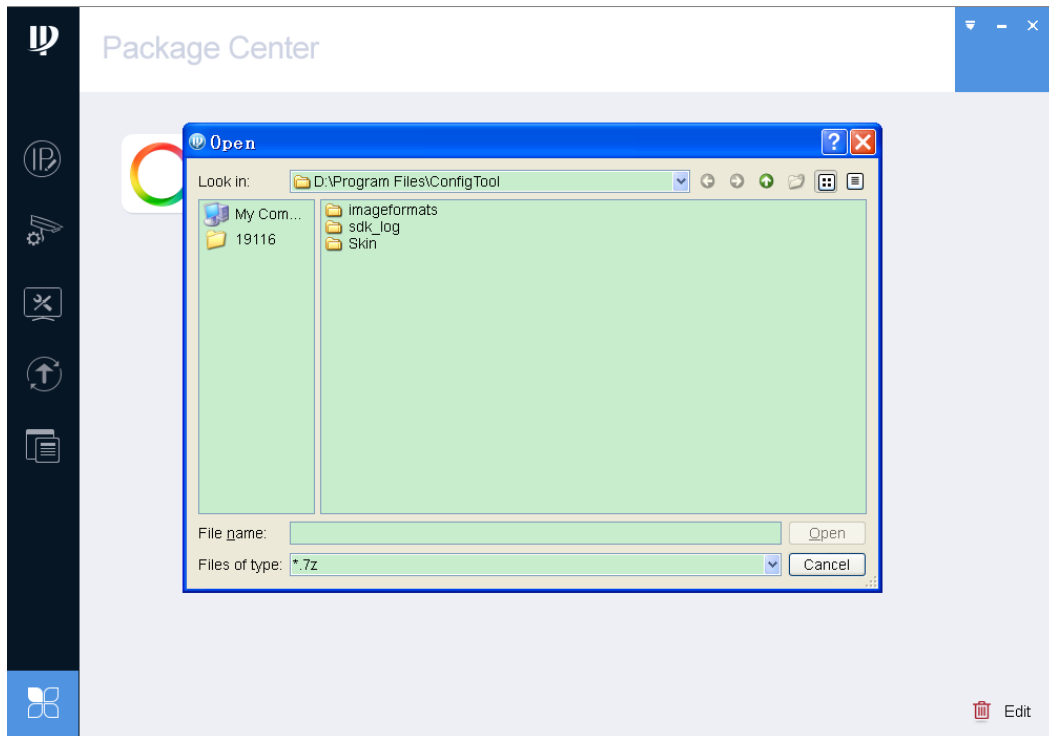 Package Center
Open
Look in:
D:\Program Files\ConfigTool
My Com...
19116
imageformats
sdk_log
Skin
File name:
Open
Files of type:
*.7z
Cancel
Edit